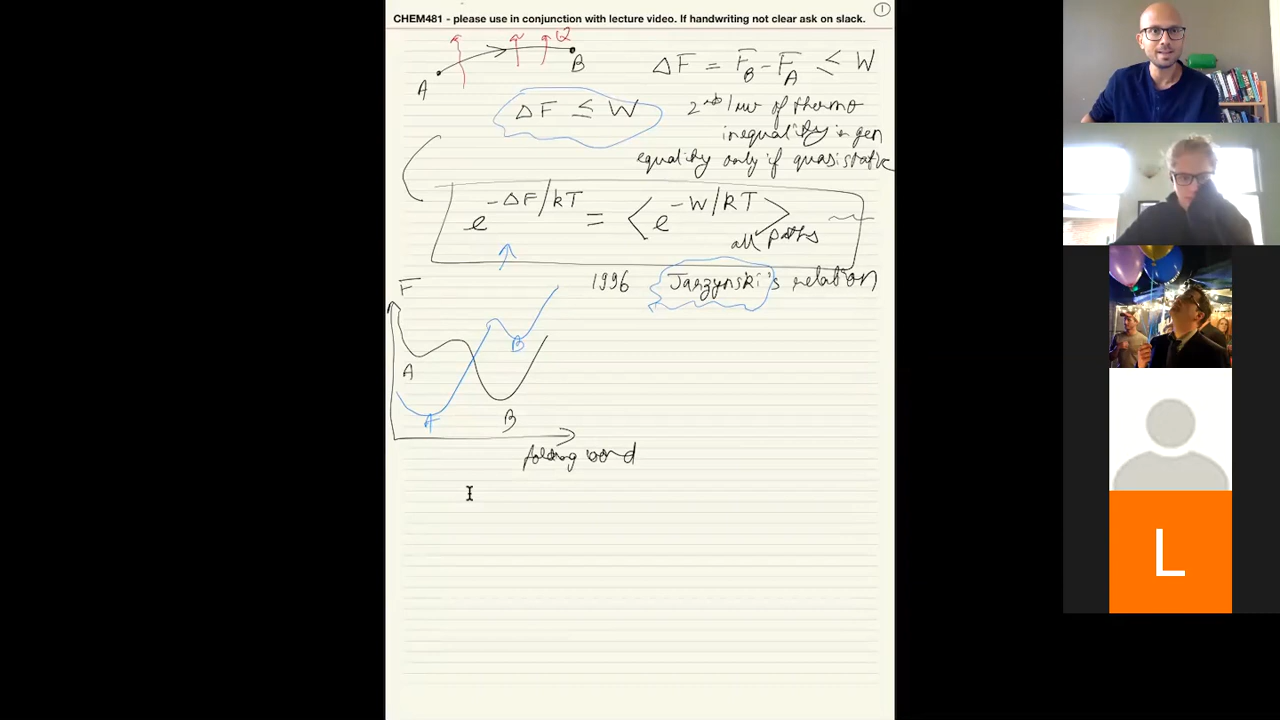 CHEM481 - please use in conjunction with lecture video. If handwriting not clear ask on slack.
1
Q
A
B
ΔF = F_B - F_A ≤ W
ΔF ≤ W
2nd law of thermo
inequality in gen
equality only if quasistatic
e^{-ΔF/kT} = < e^{-W/kT} > all paths
1996 Jarzynski's relation
F
B
A
A
B
folding coord
L